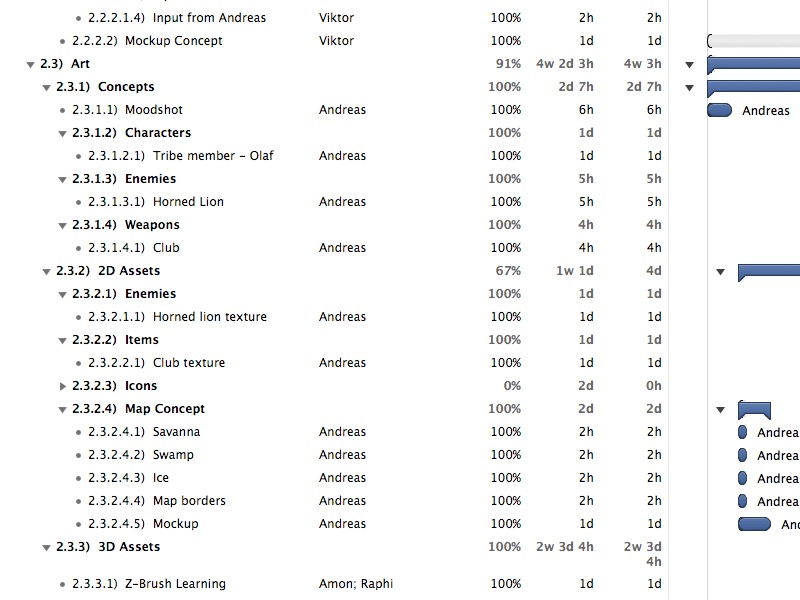 2.2.2.1.4) Input from Andreas Viktor 100% 2h 2h
2.2.2.2) Mockup Concept Viktor 100% 1d 1d
2.3) Art 91% 4w 2d 3h 4w 3h
2.3.1) Concepts 100% 2d 7h 2d 7h
2.3.1.1) Moodshot Andreas 100% 6h 6h Andreas
2.3.1.2) Characters 100% 1d 1d
2.3.1.2.1) Tribe member – Olaf Andreas 100% 1d 1d
2.3.1.3) Enemies 100% 5h 5h
2.3.1.3.1) Horned Lion Andreas 100% 5h 5h
2.3.1.4) Weapons 100% 4h 4h
2.3.1.4.1) Club Andreas 100% 4h 4h
2.3.2) 2D Assets 67% 1w 1d 4d
2.3.2.1) Enemies 100% 1d 1d
2.3.2.1.1) Horned lion texture Andreas 100% 1d 1d
2.3.2.2) Items 100% 1d 1d
2.3.2.2.1) Club texture Andreas 100% 1d 1d
2.3.2.3) Icons 0% 2d 0h
2.3.2.4) Map Concept 100% 2d 2d
2.3.2.4.1) Savanna Andreas 100% 2h 2h Andrea
2.3.2.4.2) Swamp Andreas 100% 2h 2h Andrea
2.3.2.4.3) Ice Andreas 100% 2h 2h Andrea
2.3.2.4.4) Map borders Andreas 100% 2h 2h Andrea
2.3.2.4.5) Mockup Andreas 100% 1d 1d And
2.3.3) 3D Assets 100% 2w 3d 4h 2w 3d
4h
2.3.3.1) Z-Brush Learning Amon; Raphi 100% 1d 1d